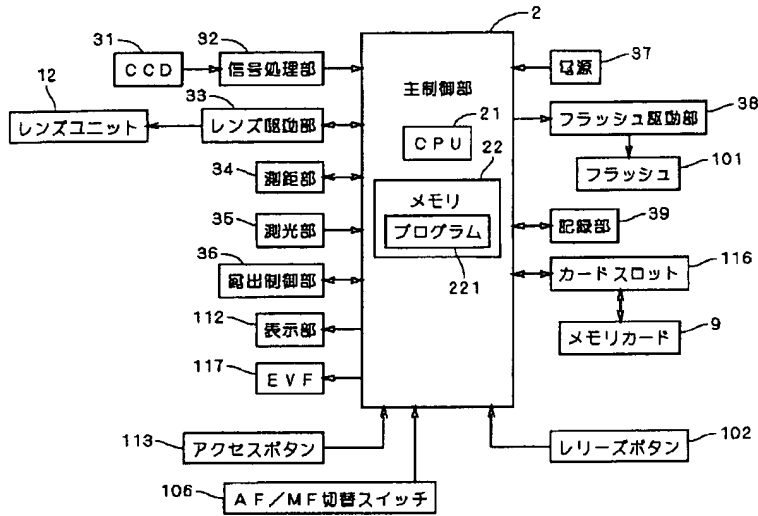 2
31
32
37
CCD
信号処理部
電源
主制御部
12
33
21
38
レンズユニット
レンズ駆動部
CPU
フラッシュ駆動部
34
22
101
測距部
メモリ
フラッシュ
35
39
測光部
プログラム
記録部
36
221
116
露出制御部
カードスロット
112
表示部
9
メモリカード
117
EVF
113
アクセスボタン
レリーズボタン
102
106
AF/MF切替スイッチ